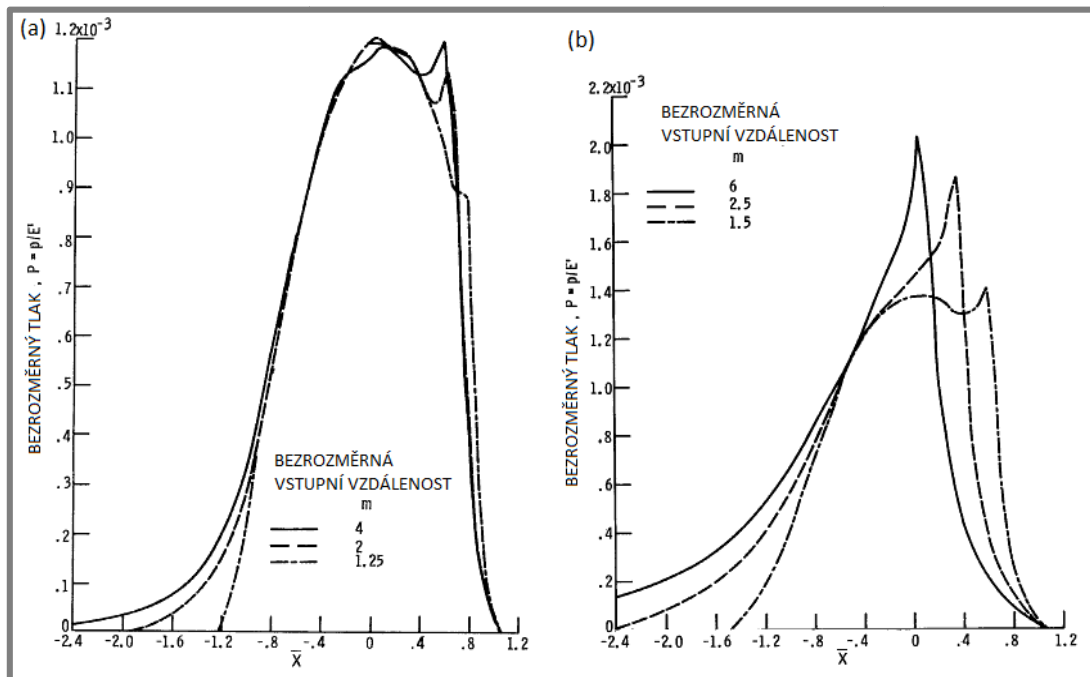 (a)
1.2x10⁻³
1.1
1.0
.9
.8
.7
.6
.5
.4
.3
.2
.1
0
BEZROZMĚRNÝ TLAK , P = p/E'
BEZROZMĚRNÁ
VSTUPNÍ VZDÁLENOST
m
4
2
1.25
-2.4 -2.0 -1.6 -1.2 -.8 -.4 0 .4 .8 1.2
X̄
(b)
2.2x10⁻³
2.0
1.8
1.6
1.4
1.2
1.0
.8
.6
.4
.2
0
BEZROZMĚRNÝ TLAK , P = p/E'
BEZROZMĚRNÁ
VSTUPNÍ VZDÁLENOST
m
6
2.5
1.5
-2.4 -2.0 -1.6 -1.2 -.8 -.4 0 .4 .8 1.2
X̄